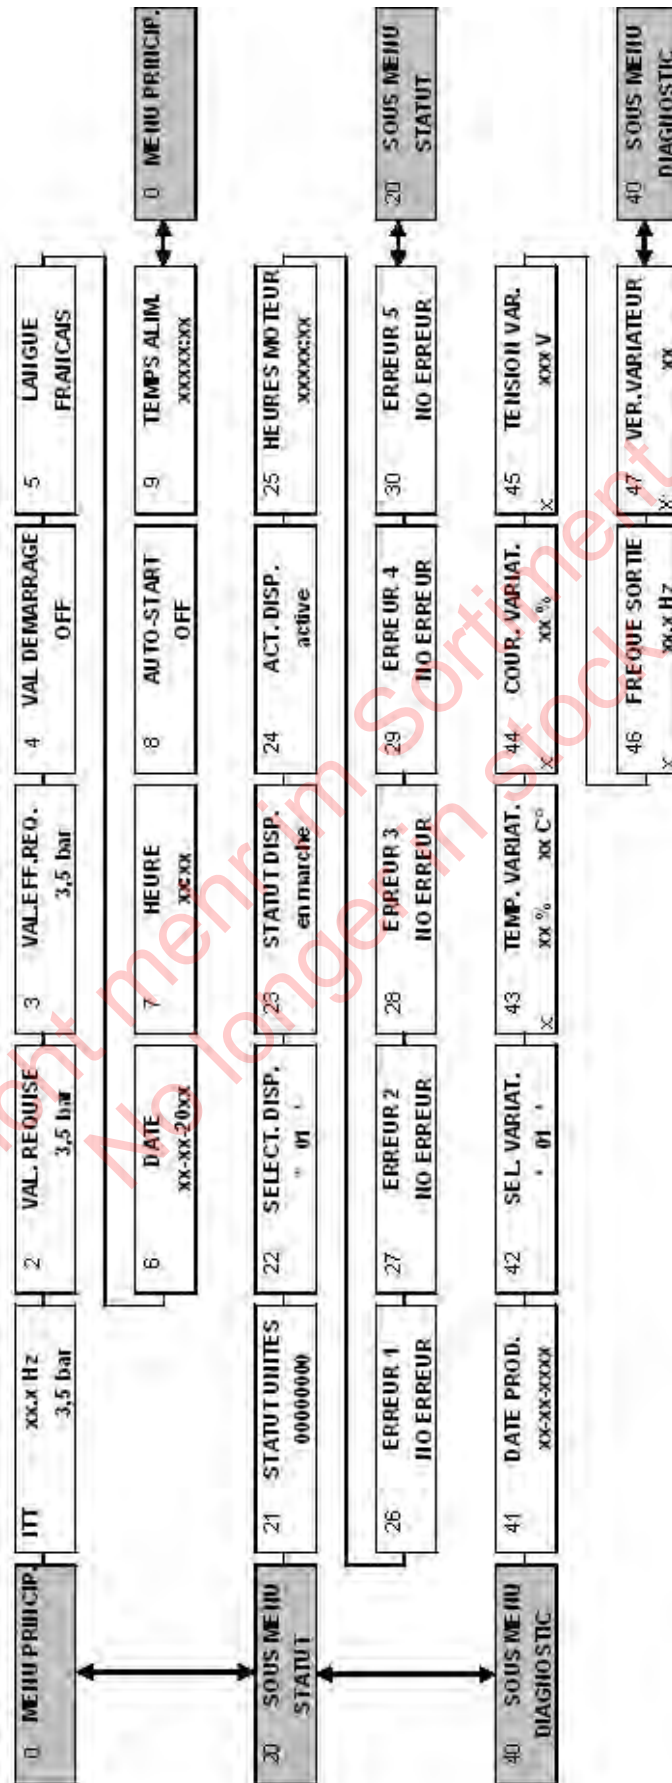 0 MENU PRINCIP.
ITT xx.x Hz
3,5 bar
2 VAL. REQUISE
3,5 bar
3 VAL.EFF.REQ.
3,5 bar
4 VAL DEMARRAGE
OFF
5 LANGUE
FRANCAIS
6 DATE
xx-xx-20xx
7 HEURE
xx:xx
8 AUTO-START
OFF
9 TEMPS ALIM.
xxxxx:xx
0 MENU PRINCIP.
20 SOUS MENU
STATUT
21 STATUT UNITES
00000000
22 SELECT. DISP.
" 01 '
23 STATUT DISP.
en marche
24 ACT. DISP.
active
25 HEURES MOTEUR
xxxxx:xx
26 ERREUR 1
NO ERREUR
27 ERREUR 2
NO ERREUR
28 ERREUR 3
NO ERREUR
29 ERREUR 4
NO ERREUR
30 ERREUR 5
NO ERREUR
20 SOUS MENU
STATUT
40 SOUS MENU
DIAGNOSTIC
41 DATE PROD.
xx-xx-xxxx
42 SEL. VARIAT.
' 01 '
43 TEMP. VARIAT.
X xx % xx C°
44 COUR. VARIAT.
X xx %
45 TENSION VAR.
X xxx V
46 FREQUE SORTIE
X xx.x Hz
47 VER.VARIATEUR
X xx
40 SOUS MENU
DIAGNOSTIC
icht mehr im Sortiment
No longer in stock